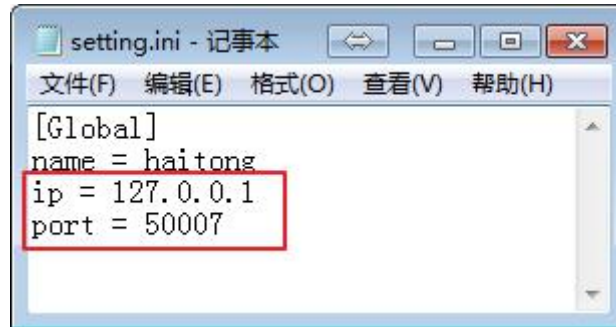 setting.ini - 记事本
文件(F) 编辑(E) 格式(O) 查看(V) 帮助(H)
[Global]
name = haitong
ip = 127.0.0.1
port = 50007